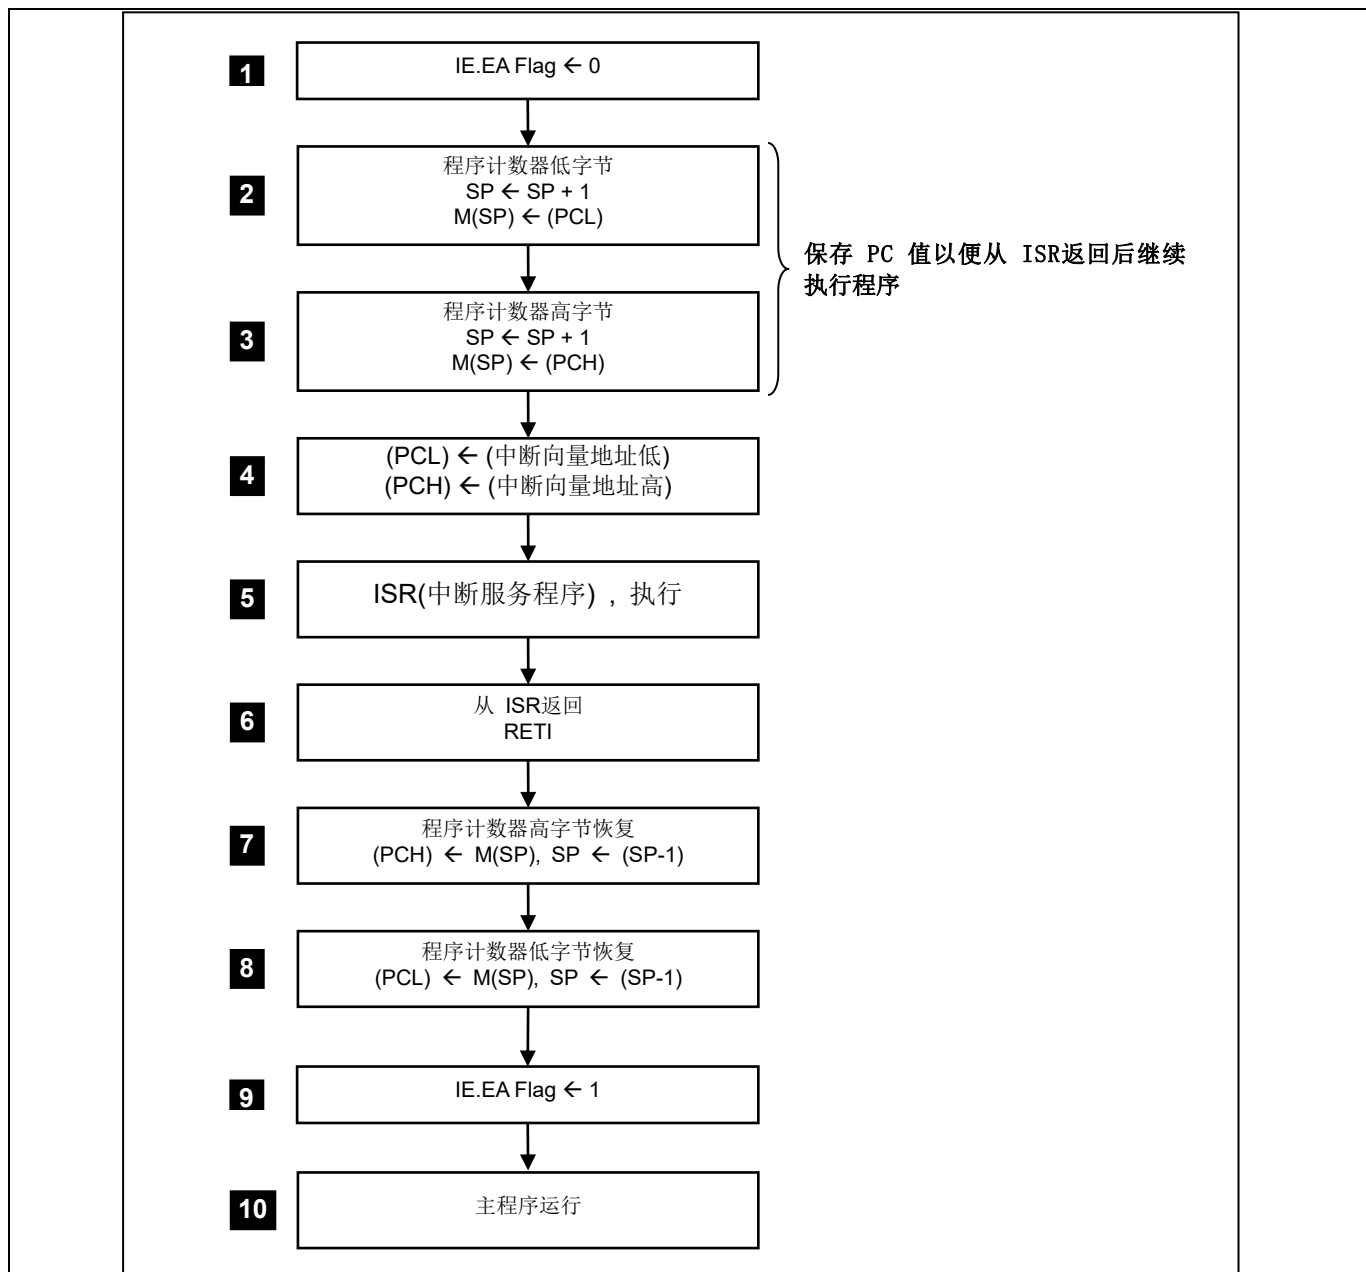 1
IE.EA Flag ← 0
2
程序计数器低字节
SP ← SP + 1
M(SP) ← (PCL)
3
程序计数器高字节
SP ← SP + 1
M(SP) ← (PCH)
保存 PC 值以便从 ISR返回后继续
执行程序
4
(PCL) ← (中断向量地址低)
(PCH) ← (中断向量地址高)
5
ISR(中断服务程序) , 执行
6
从 ISR返回
RETI
7
程序计数器高字节恢复
(PCH) ← M(SP), SP ← (SP-1)
8
程序计数器低字节恢复
(PCL) ← M(SP), SP ← (SP-1)
9
IE.EA Flag ← 1
10
主程序运行